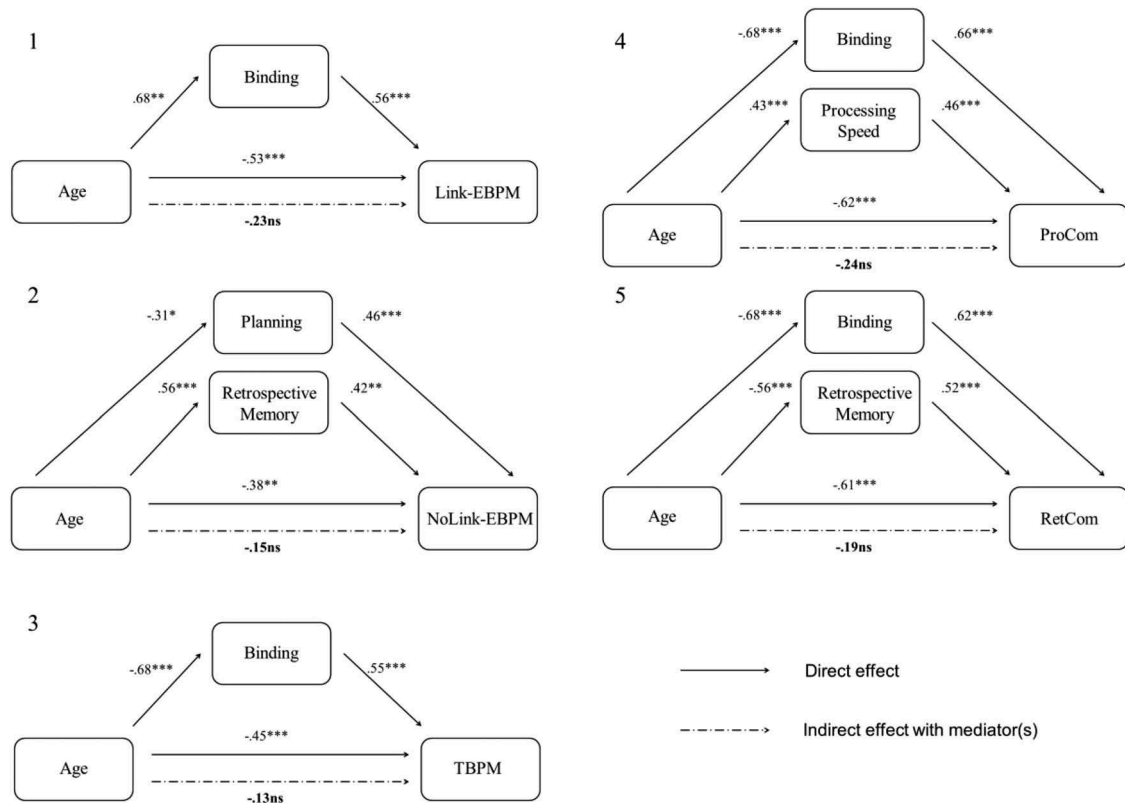 1
Binding
.68**
.56***
-.53***
Age
Link-EBPM
-.23ns
2
Planning
-.31*
.46***
Retrospective
Memory
.56***
.42**
-.38**
Age
NoLink-EBPM
-.15ns
3
Binding
-.68***
.55***
-.45***
Age
TBPM
-.13ns
4
-.68***
Binding
.66***
.43***
Processing
Speed
.46***
-.62***
Age
ProCom
-.24ns
5
-.68***
Binding
.62***
-.56***
Retrospective
Memory
.52***
-.61***
Age
RetCom
-.19ns
Direct effect
Indirect effect with mediator(s)